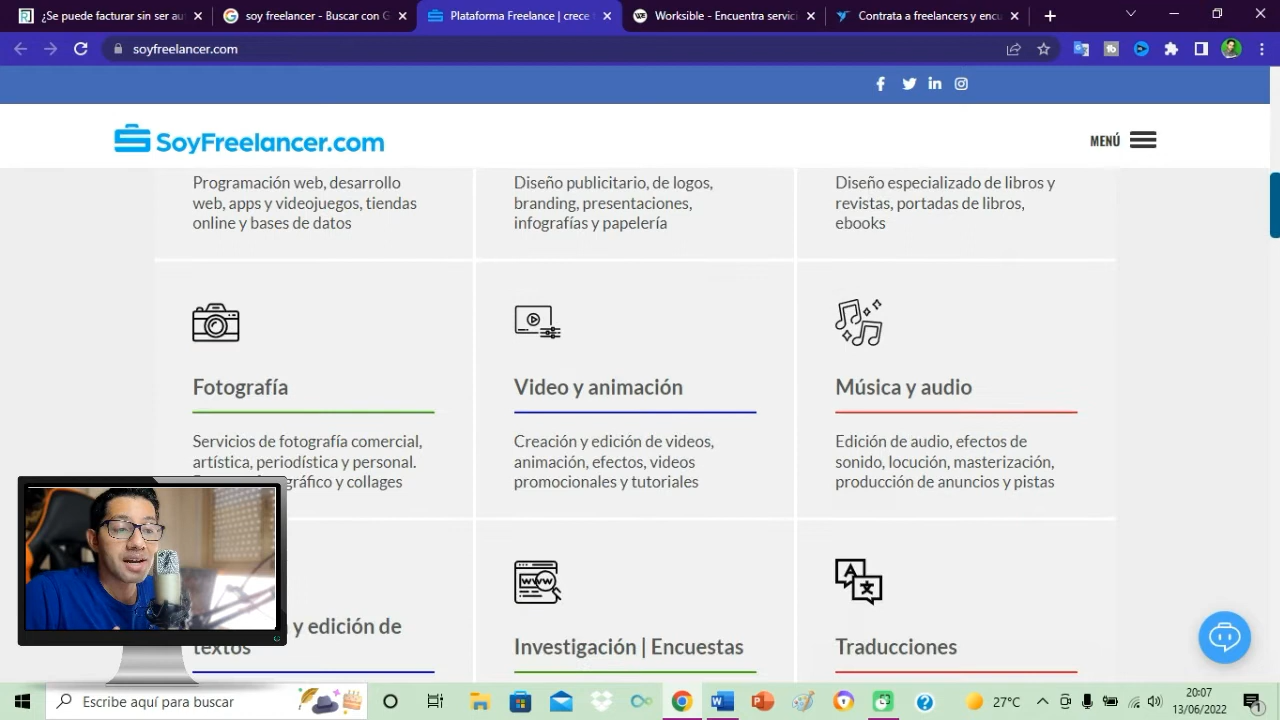 ¿Se puede facturar sin ser au
soyfreelancer - Buscar con G
Plataforma Freelance | crece
Worksible - Encuentra servici
Contrata a freelancers y encu
soyfreelancer.com
SoyFreelancer.com
MENÚ
Programación web, desarrollo
web, apps y videojuegos, tiendas
online y bases de datos
Diseño publicitario, de logos,
branding, presentaciones,
infografías y papelería
Diseño especializado de libros y
revistas, portadas de libros,
ebooks
Fotografía
Servicios de fotografía comercial,
artística, periodística y personal.
gráfico y collages
Video y animación
Creación y edición de videos,
animación, efectos, videos
promocionales y tutoriales
Música y audio
Edición de audio, efectos de
sonido, locución, masterización,
producción de anuncios y pistas
y edición de
textos
www
Investigación | Encuestas
Traducciones
Escribe aquí para buscar
27°C
20:07
13/06/2022